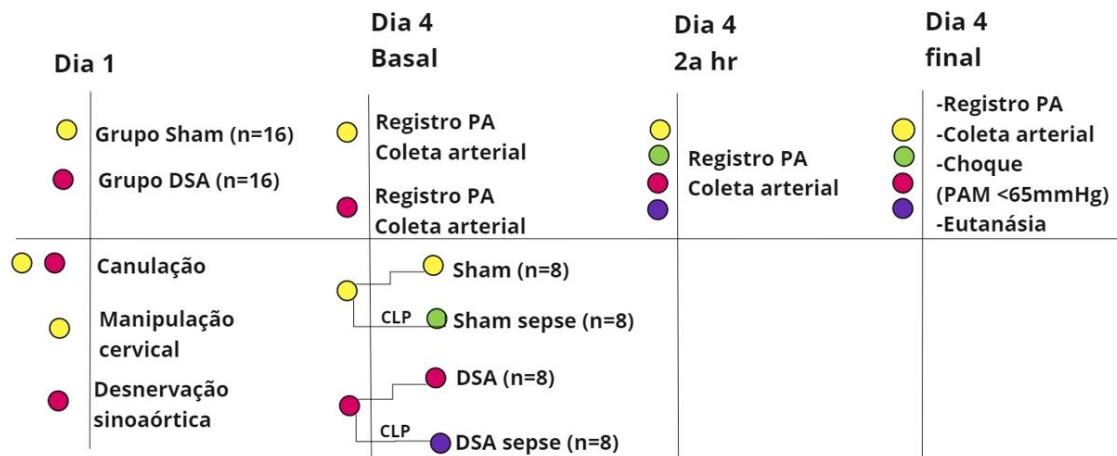 Dia 1
Grupo Sham (n=16)
Grupo DSA (n=16)
Canulação
Manipulação
cervical
Desnervação
sinoaórtica
Dia 4
Basal
Registro PA
Coleta arterial
Registro PA
Coleta arterial
Sham (n=8)
CLP
Sham sepse (n=8)
DSA (n=8)
CLP
DSA sepse (n=8)
Dia 4
2a hr
Registro PA
Coleta arterial
Dia 4
final
-Registro PA
-Coleta arterial
-Choque
(PAM <65mmHg)
-Eutanásia